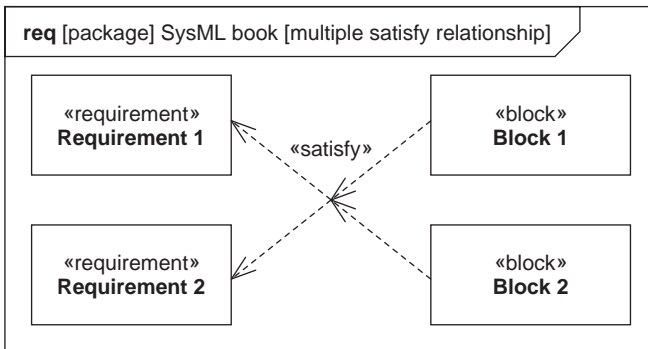 req [package] SysML book [multiple satisfy relationship]
«requirement»
Requirement 1
«satisfy»
«block»
Block 1
«requirement»
Requirement 2
«block»
Block 2